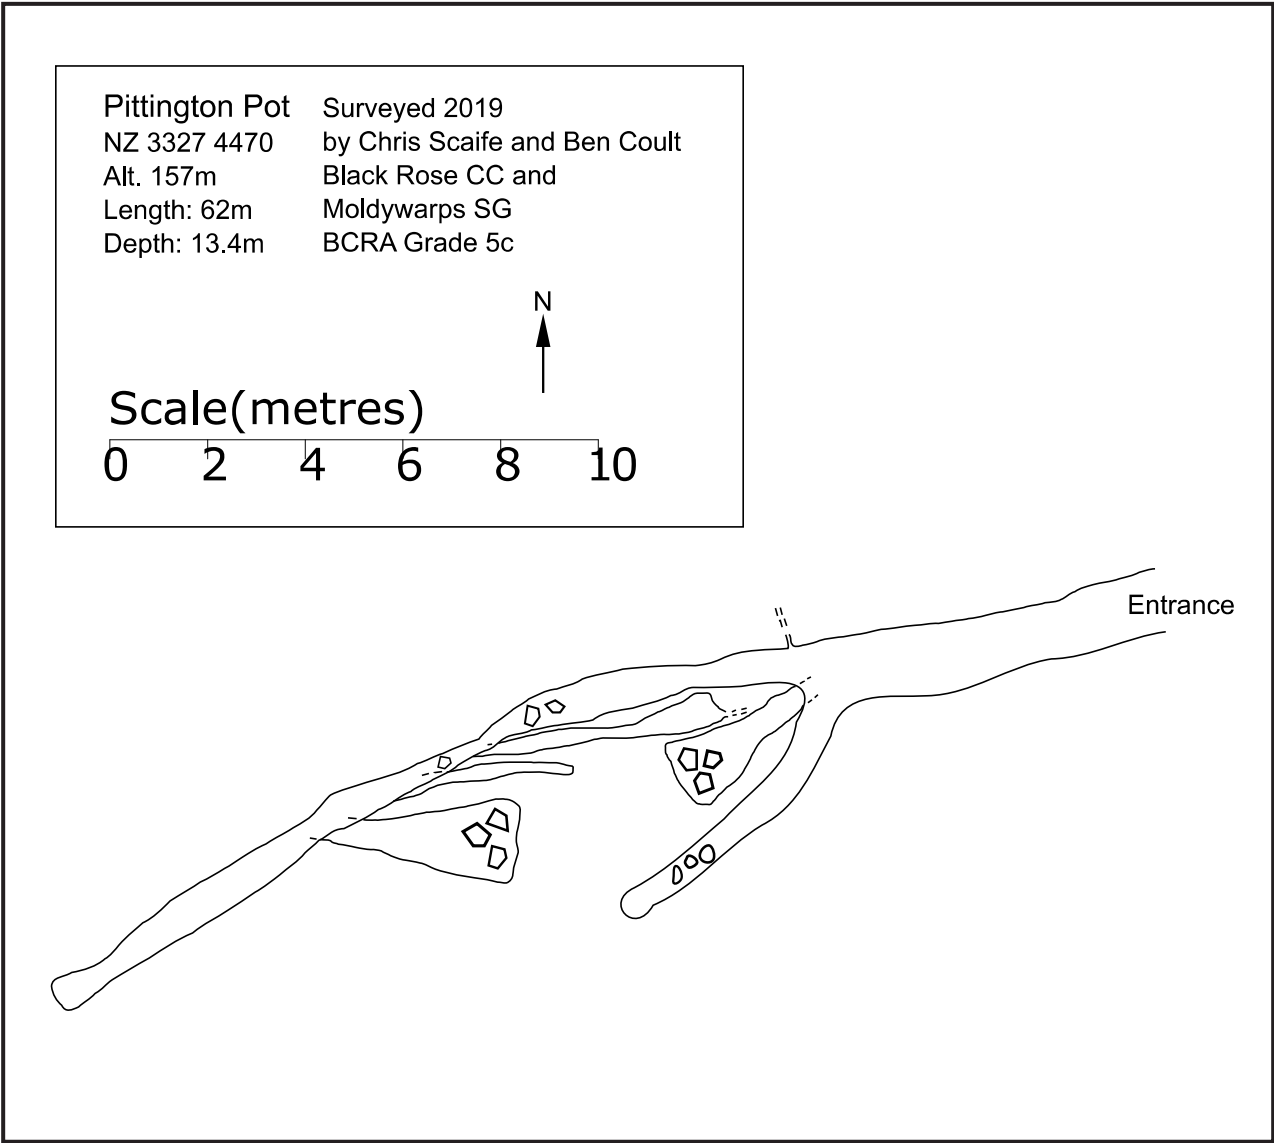 Pittington Pot
NZ 3327 4470
Alt. 157m
Length: 62m
Depth: 13.4m
Surveyed 2019
by Chris Scaife and Ben Coult
Black Rose CC and
Moldywarps SG
BCRA Grade 5c
N
Scale(metres)
0 2 4 6 8 10
Entrance